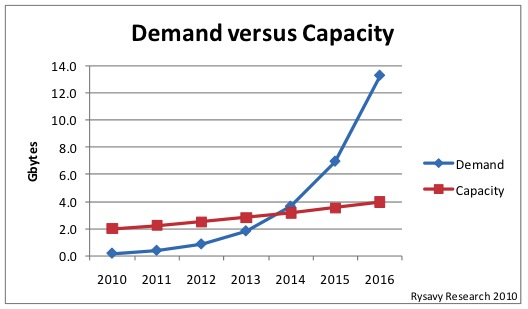 Demand versus Capacity
14.0
12.0
10.0
8.0
6.0
4.0
2.0
0.0
Gbytes
2010 2011 2012 2013 2014 2015 2016
Demand
Capacity
Rysavy Research 2010